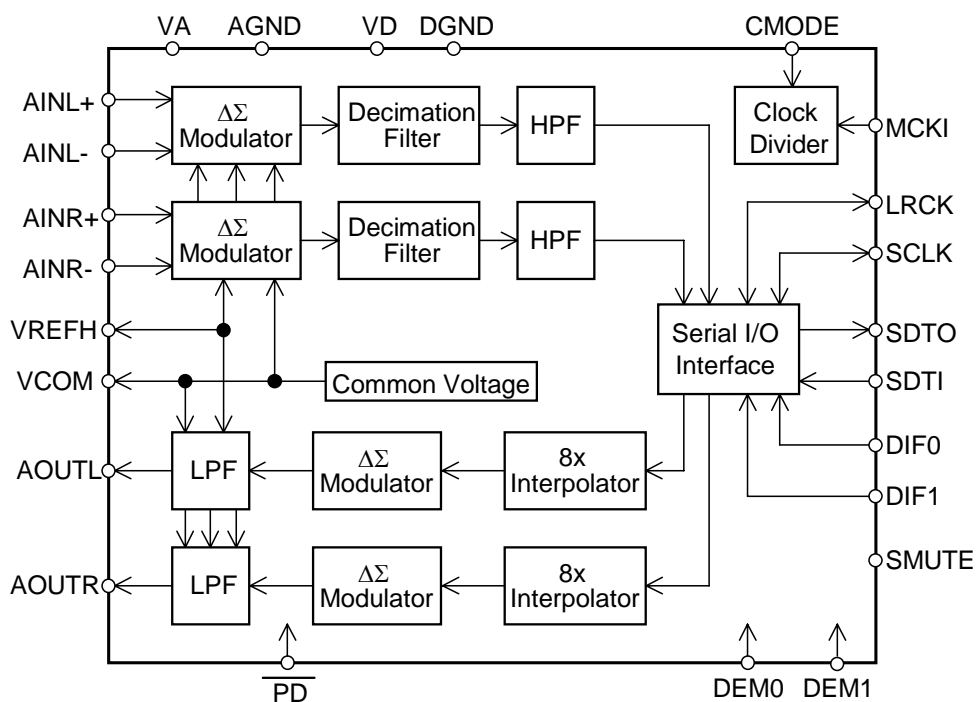 VA
AGND
VD
DGND
CMODE
AINL+
AINL-
ΔΣ
Modulator
Decimation
Filter
HPF
Clock
Divider
MCKI
AINR+
AINR-
ΔΣ
Modulator
Decimation
Filter
HPF
LRCK
SCLK
VREFH
VCOM
Common Voltage
Serial I/O
Interface
SDTO
SDTI
DIF0
DIF1
AOUTL
LPF
ΔΣ
Modulator
8x
Interpolator
SMUTE
AOUTR
LPF
ΔΣ
Modulator
8x
Interpolator
PD
DEM0
DEM1